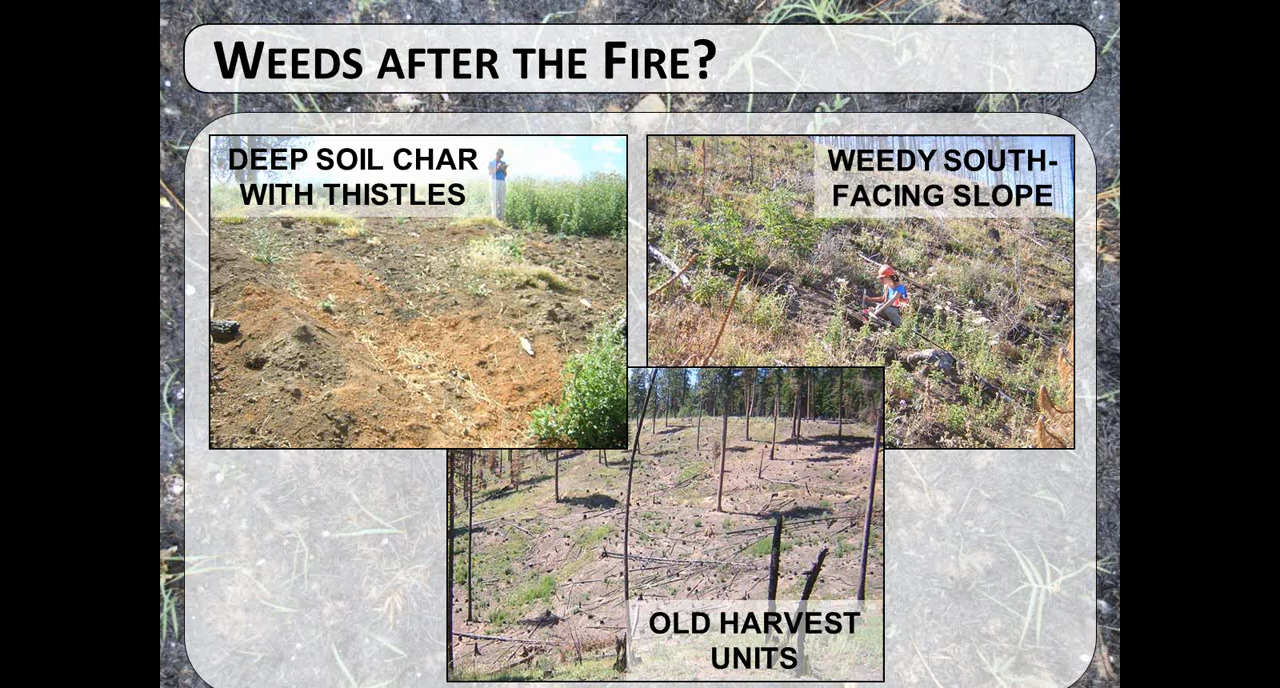 WEEDS AFTER THE FIRE?
DEEP SOIL CHAR
WITH THISTLES
WEEDY SOUTH-
FACING SLOPE
OLD HARVEST
UNITS